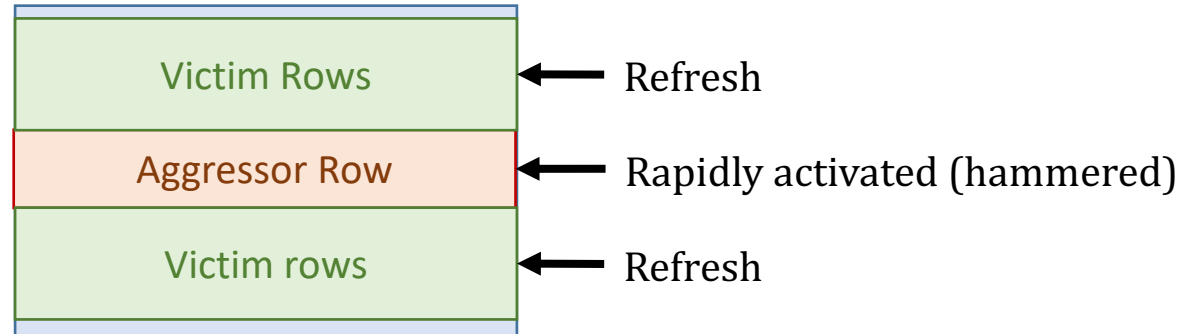 Victim Rows
Refresh
Aggressor Row
Rapidly activated (hammered)
Victim rows
Refresh